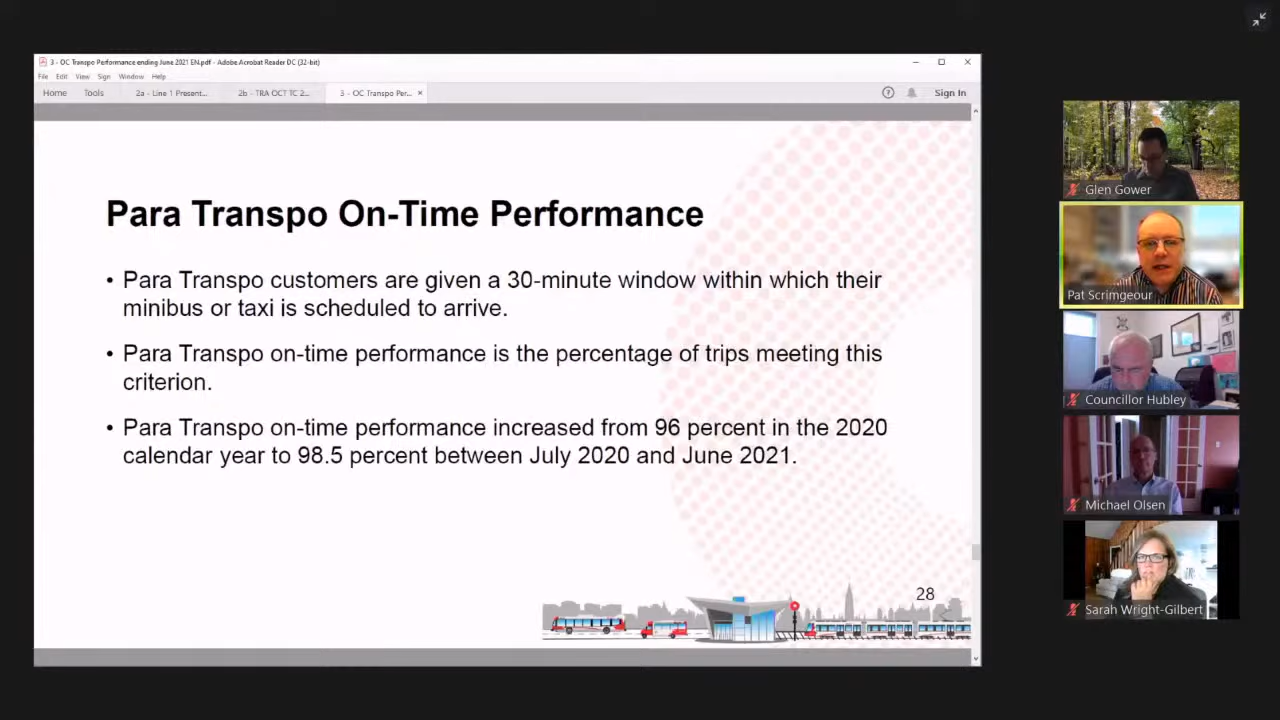 3 - OC Transpo Performance ending June 2021 EN.pdf - Adobe Acrobat Reader DC (32-bit)
File Edit View Sign Window Help
Home Tools 2a - Line 1 Present... 2b - TRA OCT TC 2... 3 - OC Transpo Per... × Sign In
Para Transpo On-Time Performance
• Para Transpo customers are given a 30-minute window within which their
minibus or taxi is scheduled to arrive.
• Para Transpo on-time performance is the percentage of trips meeting this
criterion.
• Para Transpo on-time performance increased from 96 percent in the 2020
calendar year to 98.5 percent between July 2020 and June 2021.
28
Glen Gower
Pat Scrimgeour
Councillor Hubley
Michael Olsen
Sarah Wright-Gilbert